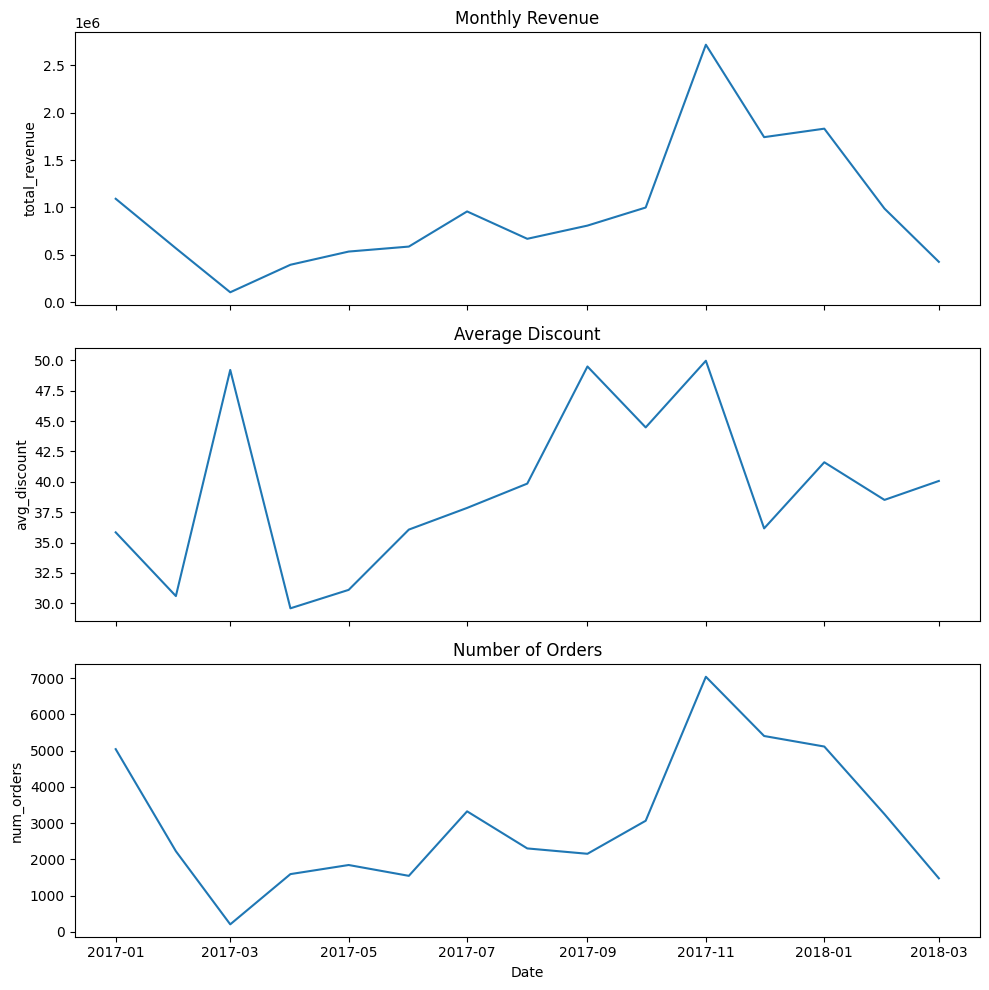 Monthly Revenue
1e6
2.5
2.0
1.5
1.0
0.5
0.0
total_revenue
Average Discount
50.0
47.5
45.0
42.5
40.0
37.5
35.0
32.5
30.0
avg_discount
Number of Orders
7000
6000
5000
4000
3000
2000
1000
0
num_orders
2017-01 2017-03 2017-05 2017-07 2017-09 2017-11 2018-01 2018-03
Date